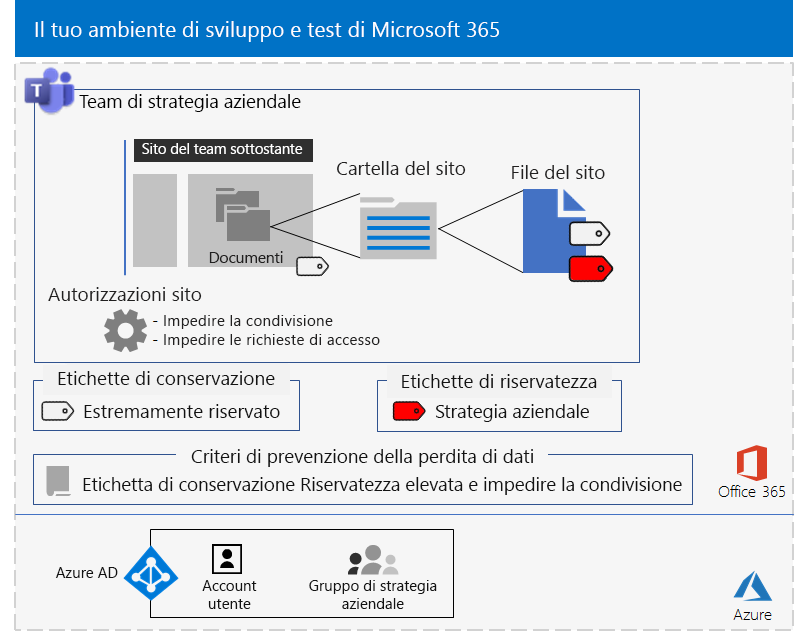 Il tuo ambiente di sviluppo e test di Microsoft 365
T
Team di strategia aziendale
Sito del team sottostante
Cartella del sito
File del sito
Documenti
Autorizzazioni sito
- Impedire la condivisione
- Impedire le richieste di accesso
Etichette di conservazione
Estremamente riservato
Etichette di riservatezza
Strategia aziendale
Criteri di prevenzione della perdita di dati
Etichetta di conservazione Riservatezza elevata e impedire la condivisione
Office 365
Azure AD
Account
utente
Gruppo di strategia
aziendale
Azure